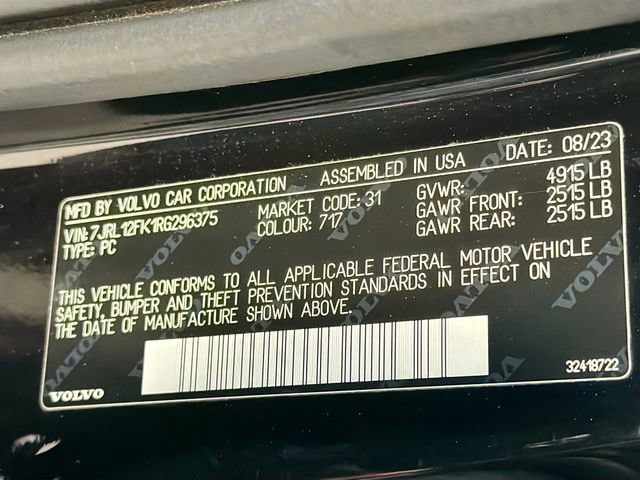 MFD BY VOLVO CAR CORPORATION ASSEMBLED IN USA DATE: 08/23
VIN: 7JRL12FK1RG296375 MARKET CODE: 31 GVWR: 4915 LB
TYPE: PC COLOUR: 717 GAWR FRONT: 2515 LB
GAWR REAR: 2515 LB
THIS VEHICLE CONFORMS TO ALL APPLICABLE FEDERAL MOTOR VEHICLE
SAFETY, BUMPER AND THEFT PREVENTION STANDARDS IN EFFECT ON
THE DATE OF MANUFACTURE SHOWN ABOVE.
VOLVO 32418722